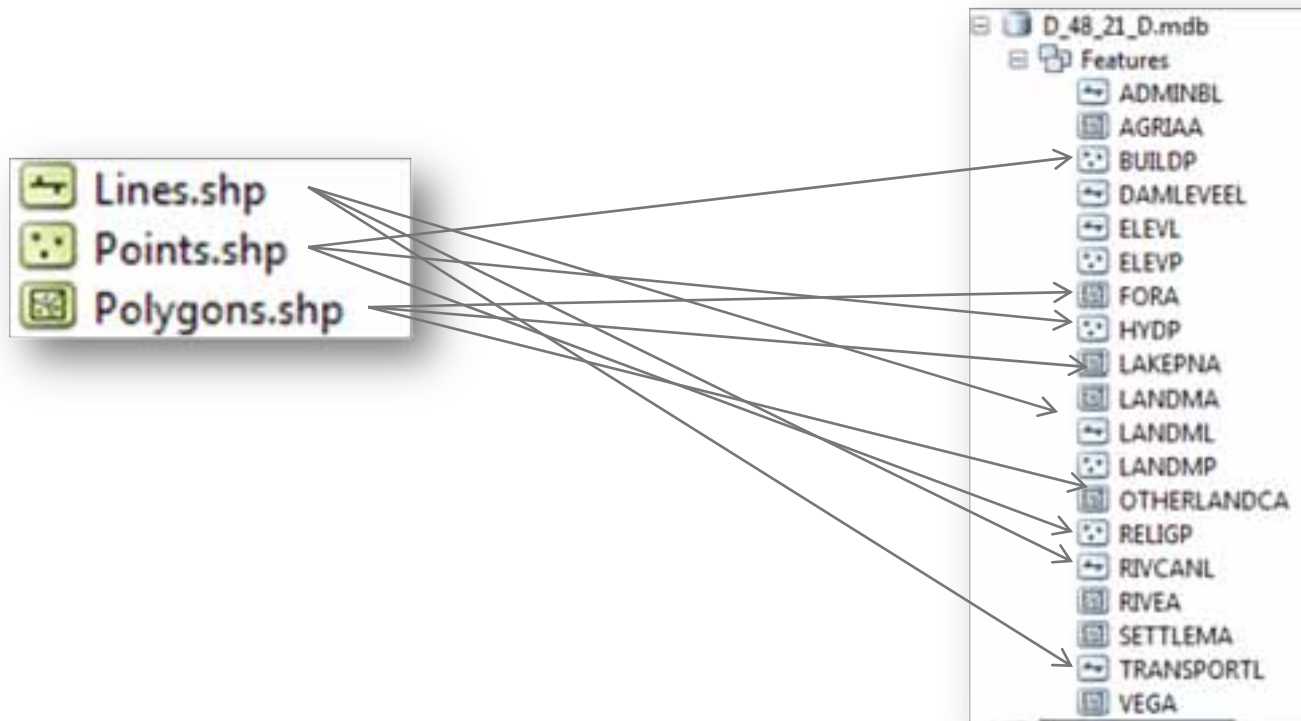 Lines.shp
Points.shp
Polygons.shp
D_48_21_D.mdb
Features
ADMINBL
AGRIAA
BUILDP
DAMLEVEEL
ELEVL
ELEVP
FORA
HYDP
LAKEPNA
LANDMA
LANDML
LANDMP
OTHERLANDCA
RELIGP
RIVCANL
RIVEA
SETTLEMA
TRANSPORTL
VEGA